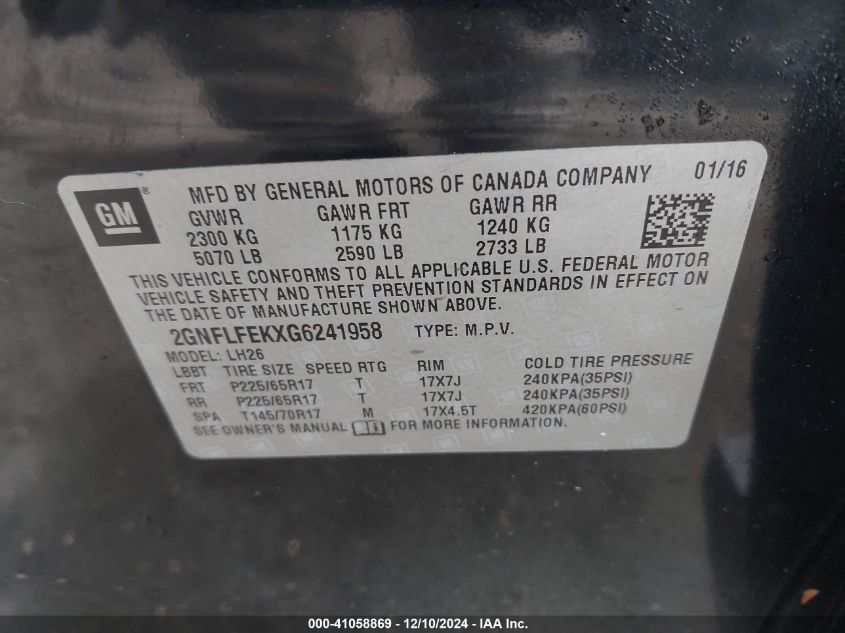 GM ®
MFD BY GENERAL MOTORS OF CANADA COMPANY 01/16
GVWR GAWR FRT GAWR RR
2300 KG 1175 KG 1240 KG
5070 LB 2590 LB 2733 LB
THIS VEHICLE CONFORMS TO ALL APPLICABLE U.S. FEDERAL MOTOR
VEHICLE SAFETY AND THEFT PREVENTION STANDARDS IN EFFECT ON
THE DATE OF MANUFACTURE SHOWN ABOVE.
2GNFLFEKXG6241958 TYPE: M.P.V.
MODEL: LH26
LBBT TIRE SIZE SPEED RTG RIM COLD TIRE PRESSURE
FRT P225/65R17 T 17X7J 240KPA(35PSI)
RR P225/65R17 T 17X7J 240KPA(35PSI)
SPA T145/70R17 M 17X4.5T 420KPA(60PSI)
SEE OWNER'S MANUAL FOR MORE INFORMATION.
000-41058869 - 12/10/2024 - IAA Inc.